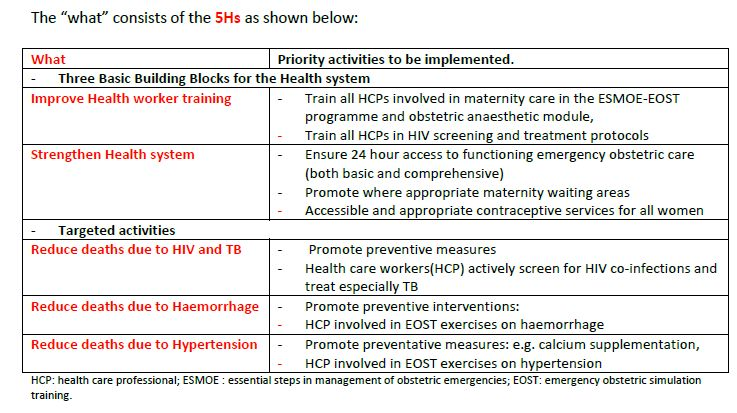 The “what” consists of the 5Hs as shown below:
What
Priority activities to be implemented.
- Three Basic Building Blocks for the Health system
Improve Health worker training
- Train all HCPs involved in maternity care in the ESMOE-EOST
programme and obstetric anaesthetic module,
- Train all HCPs in HIV screening and treatment protocols
Strengthen Health system
- Ensure 24 hour access to functioning emergency obstetric care
(both basic and comprehensive)
- Promote where appropriate maternity waiting areas
- Accessible and appropriate contraceptive services for all women
- Targeted activities
Reduce deaths due to HIV and TB
- Promote preventive measures
- Health care workers(HCP) actively screen for HIV co-infections and
treat especially TB
Reduce deaths due to Haemorrhage
- Promote preventive interventions:
- HCP involved in EOST exercises on haemorrhage
Reduce deaths due to Hypertension
- Promote preventative measures: e.g. calcium supplementation,
- HCP involved in EOST exercises on hypertension
HCP: health care professional; ESMOE : essential steps in management of obstetric emergencies; EOST: emergency obstetric simulation
training.